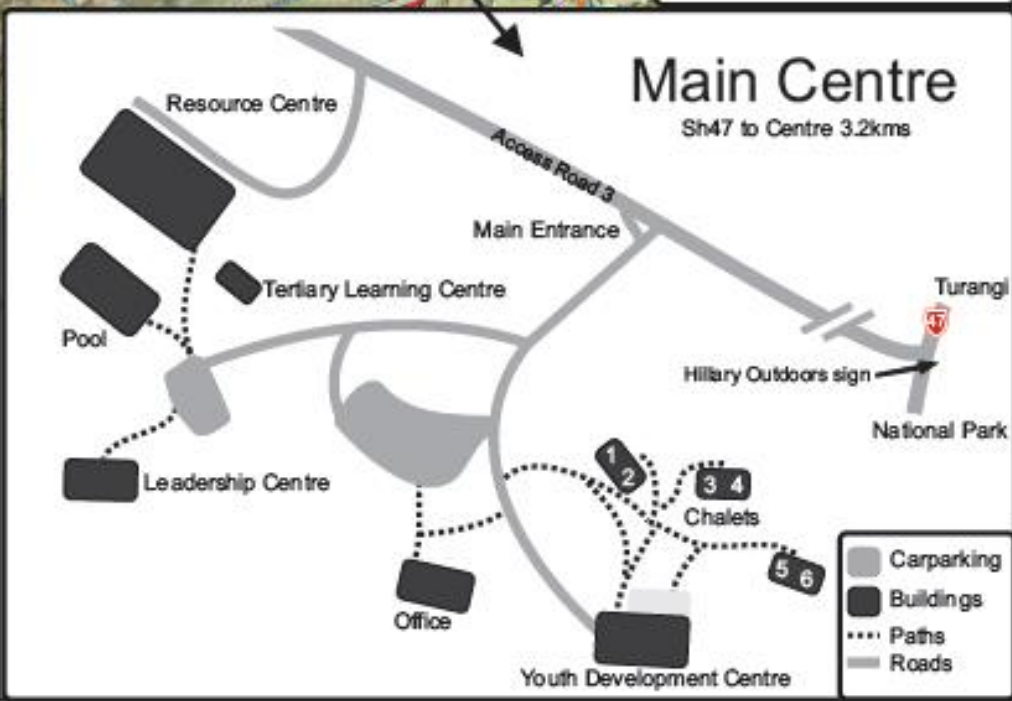 Main Centre
Sh47 to Centre 3.2kms
Resource Centre
Access Road 3
Main Entrance
Tertiary Learning Centre
Turangi
47
Pool
Hillary Outdoors sign
National Park
1
2
3 4
Leadership Centre
Chalets
5 6
Carparking
Buildings
Office
Paths
Roads
Youth Development Centre